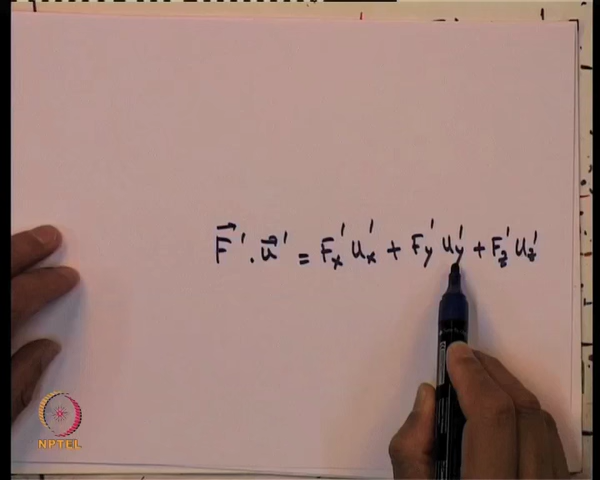 F⃗'. u⃗' = Fx' Ux' + Fy' Uy' + Fz' Uz'
NPTEL